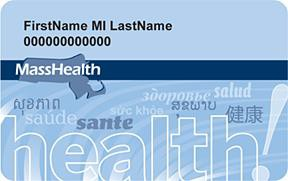 FirstName MI LastName
000000000000
MassHealth
здоровье salud
សុខភាព sức khỏe ສຸຂພາບ 健康
saúde sante
health!